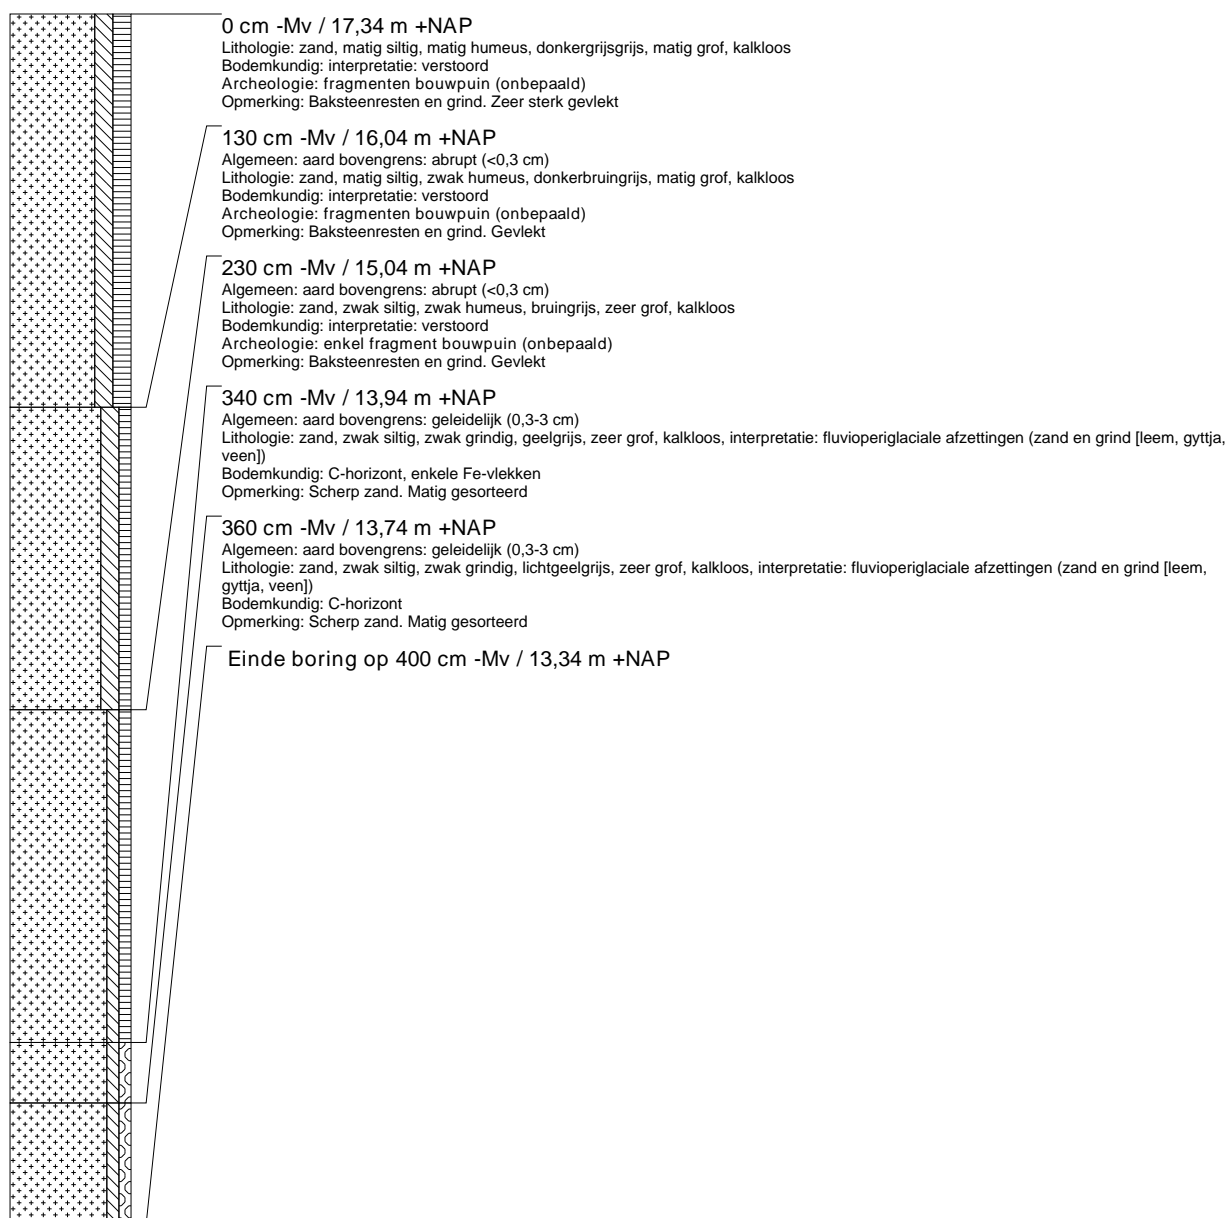 0 cm -Mv / 17,34 m +NAP
Lithologie: zand, matig siltig, matig humeus, donkergrijsgrijs, matig grof, kalkloos
Bodemkundig: interpretatie: verstoord
Archeologie: fragmenten bouwpuin (onbepaald)
Opmerking: Baksteenresten en grind. Zeer sterk gevlekt
130 cm -Mv / 16,04 m +NAP
Algemeen: aard bovengrens: abrupt (<0,3 cm)
Lithologie: zand, matig siltig, zwak humeus, donkerbruingrijs, matig grof, kalkloos
Bodemkundig: interpretatie: verstoord
Archeologie: fragmenten bouwpuin (onbepaald)
Opmerking: Baksteenresten en grind. Gevlekt
230 cm -Mv / 15,04 m +NAP
Algemeen: aard bovengrens: abrupt (<0,3 cm)
Lithologie: zand, zwak siltig, zwak humeus, bruingrijs, zeer grof, kalkloos
Bodemkundig: interpretatie: verstoord
Archeologie: enkel fragment bouwpuin (onbepaald)
Opmerking: Baksteenresten en grind. Gevlekt
340 cm -Mv / 13,94 m +NAP
Algemeen: aard bovengrens: geleidelijk (0,3-3 cm)
Lithologie: zand, zwak siltig, zwak grindig, geelgrijs, zeer grof, kalkloos, interpretatie: fluvioperiglaciale afzettingen (zand en grind [leem, gyttja,
veen])
Bodemkundig: C-horizont, enkele Fe-vlekken
Opmerking: Scherp zand. Matig gesorteerd
360 cm -Mv / 13,74 m +NAP
Algemeen: aard bovengrens: geleidelijk (0,3-3 cm)
Lithologie: zand, zwak siltig, zwak grindig, lichtgeelgrijs, zeer grof, kalkloos, interpretatie: fluvioperiglaciale afzettingen (zand en grind [leem,
gyttja, veen])
Bodemkundig: C-horizont
Opmerking: Scherp zand. Matig gesorteerd
Einde boring op 400 cm -Mv / 13,34 m +NAP